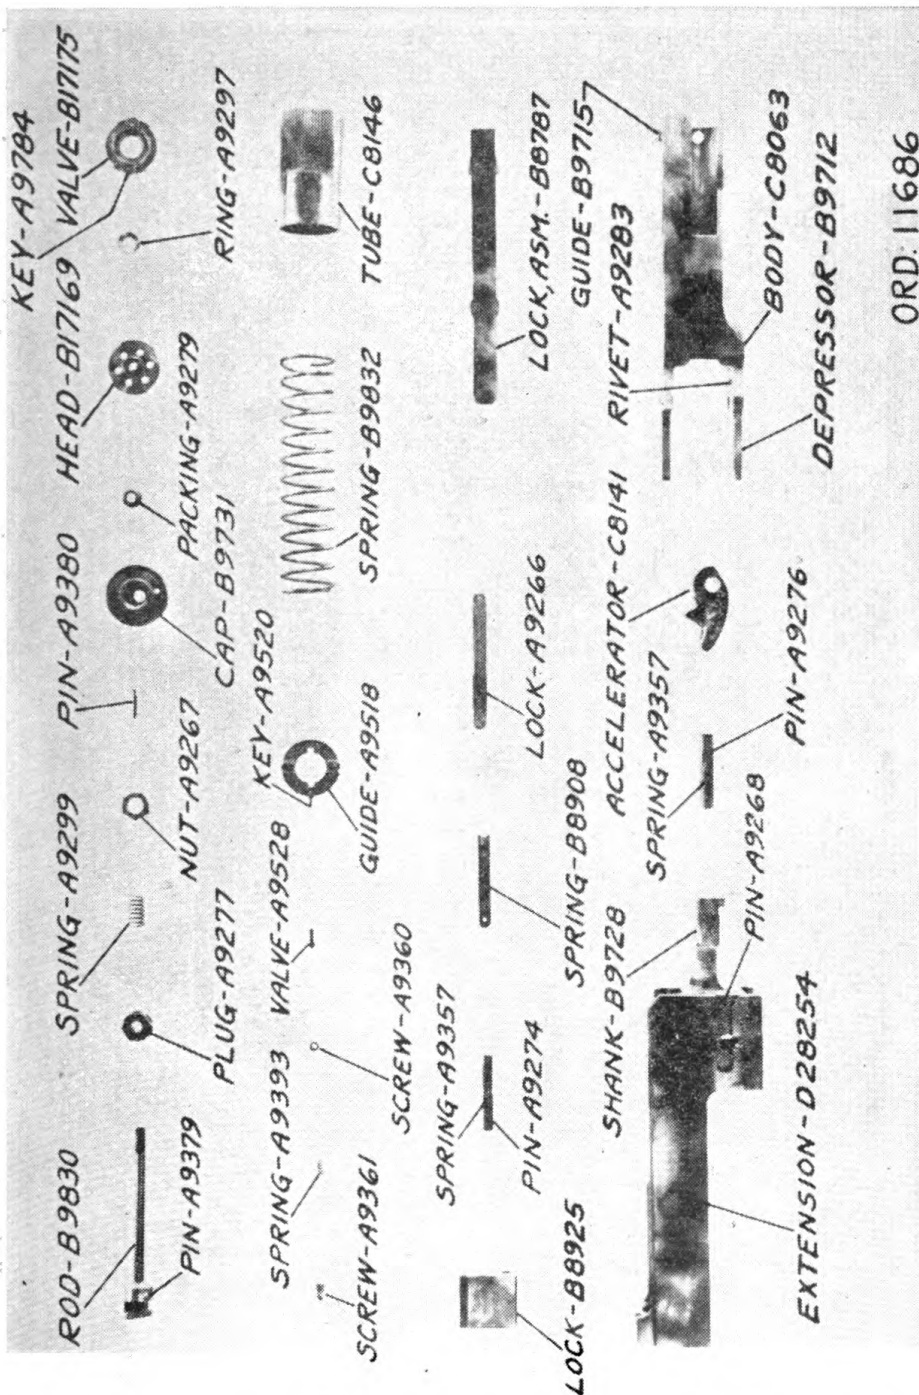 ROD-B9830
PIN-A9379
SPRING-A9299
PLUG-A9277
NUT-A9267
PIN-A9380
CAP-B9731
PACKING-A9279
HEAD-B17169
KEY-A9784
VALVE-B17175
RING-A9297
SCREW-A9361
SPRING-A9393
SCREW-A9360
VALVE-A9528
KEY-A9520
GUIDE-A9518
SPRING-B9832
TUBE-C8146
LOCK-B8925
SPRING-A9357
PIN-A9274
SPRING-B8908
LOCK-A9266
LOCK,ASM.-B8787
EXTENSION-D28254
SHANK-B9728
PIN-A9268
SPRING-A9357
PIN-A9276
ACCELERATOR-C8141
RIVET-A9283
GUIDE-B9715
BODY-C8063
DEPRESSOR-B9712
ORD. 11686